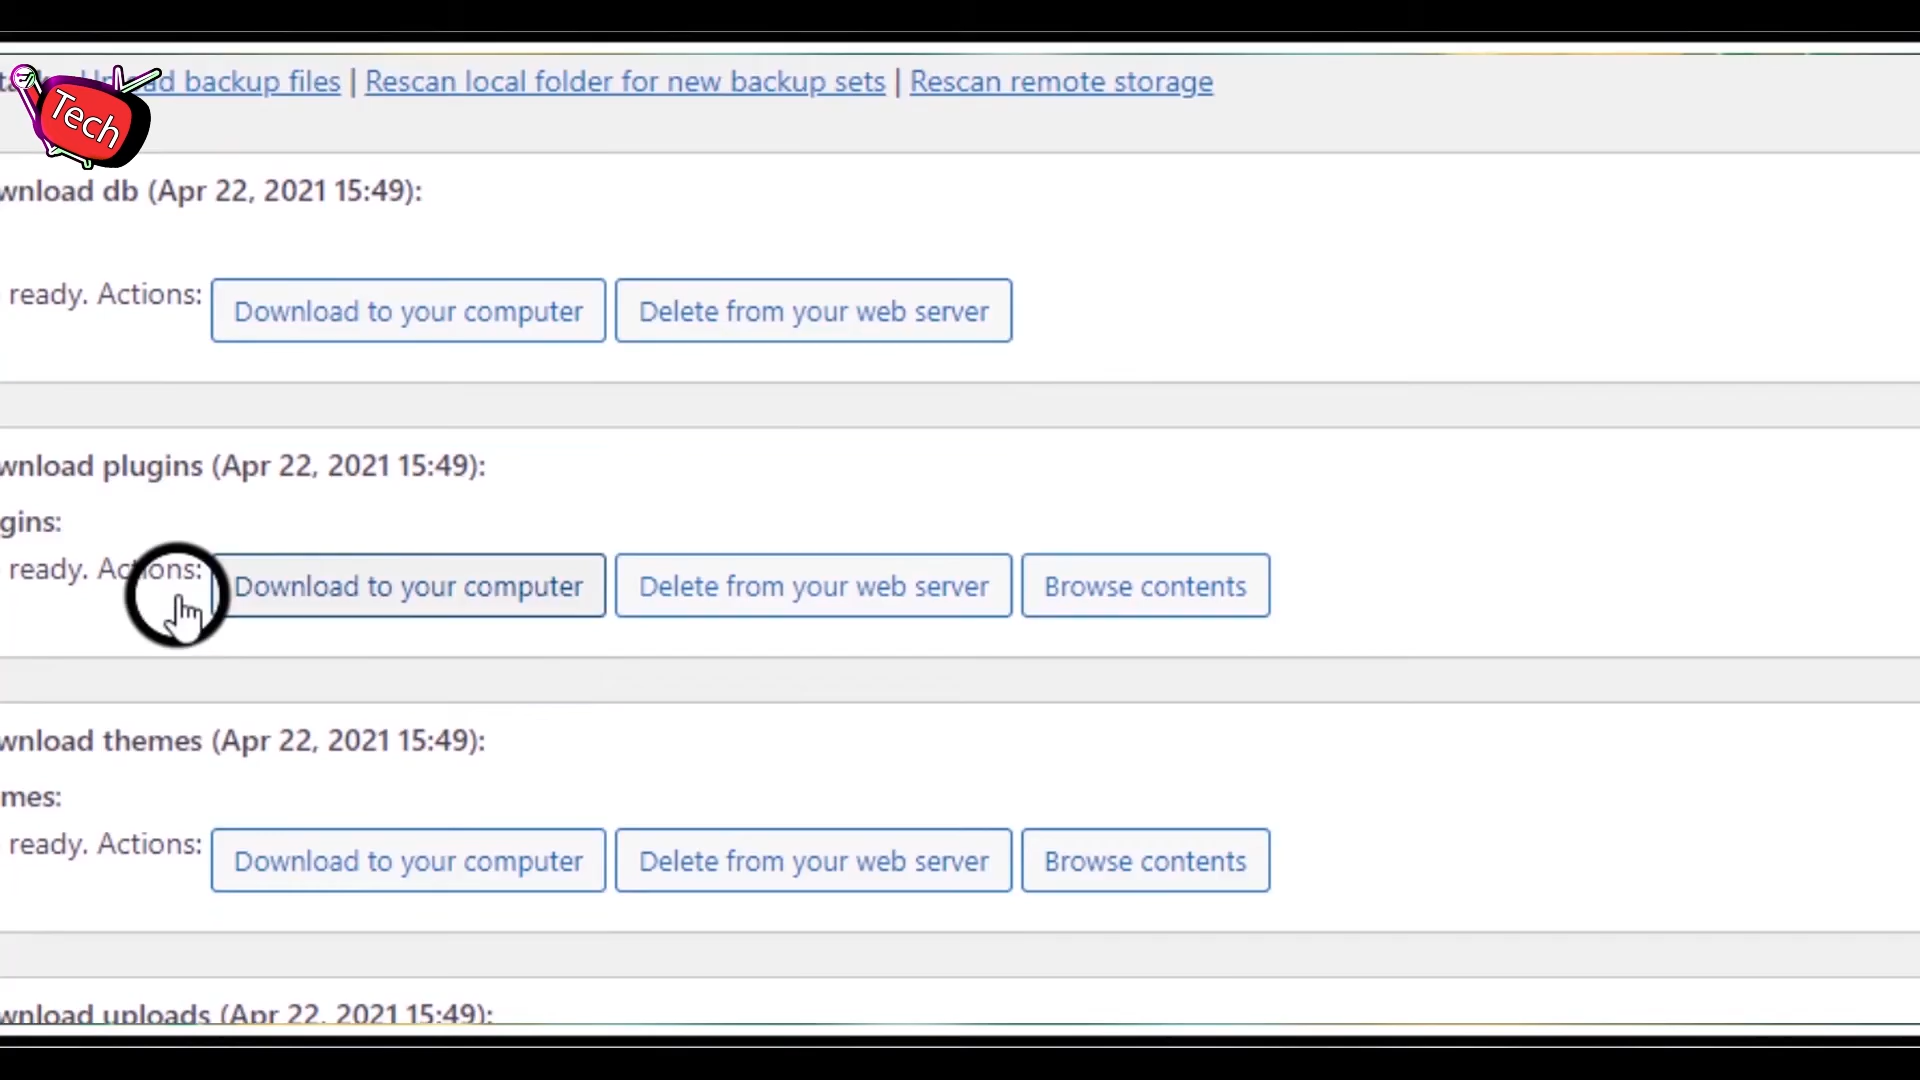 backup files | Rescan local folder for new backup sets | Rescan remote storage
Tech
wnload db (Apr 22, 2021 15:49):
ready. Actions: Download to your computer Delete from your web server
wnload plugins (Apr 22, 2021 15:49):
gins:
ready. Actions: Download to your computer Delete from your web server Browse contents
wnload themes (Apr 22, 2021 15:49):
mes:
ready. Actions: Download to your computer Delete from your web server Browse contents
wnload uploads (Apr 22, 2021 15:49):